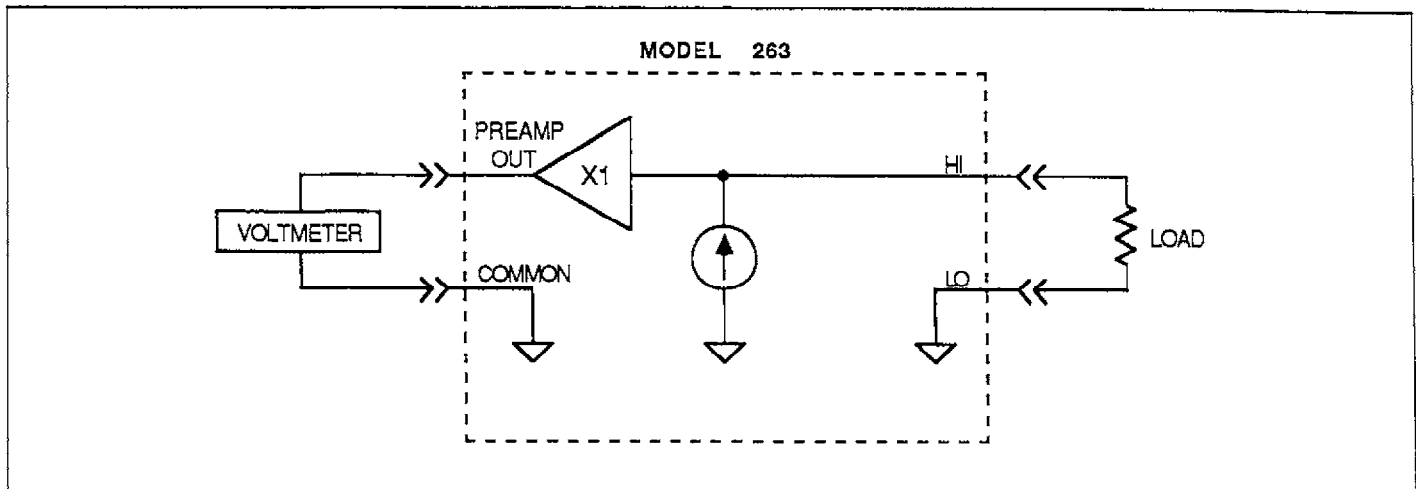 MODEL 263
PREAMP
OUT
X1
HI
VOLTMETER
LOAD
COMMON
LO